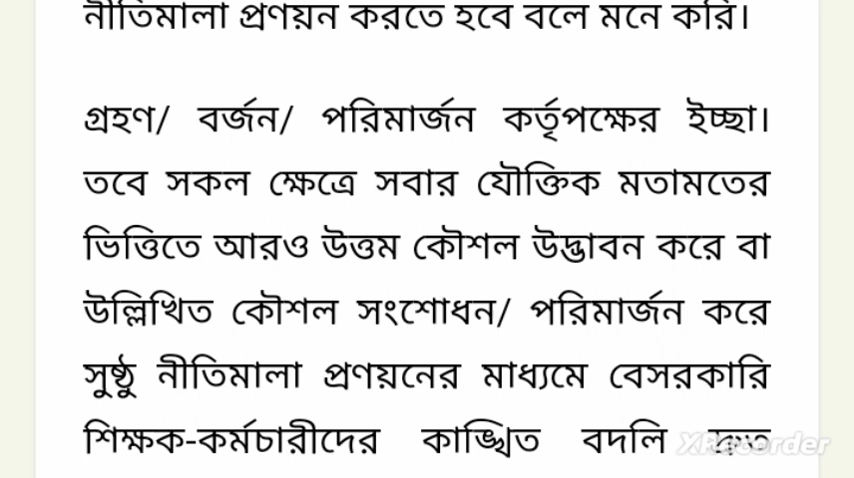 নীতিমালা প্রণয়ন করতে হবে বলে মনে করি।
গ্রহণ/ বর্জন/ পরিমার্জন কর্তৃপক্ষের ইচ্ছা।
তবে সকল ক্ষেত্রে সবার যৌক্তিক মতামতের
ভিত্তিতে আরও উত্তম কৌশল উদ্ভাবন করে বা
উল্লিখিত কৌশল সংশোধন/ পরিমার্জন করে
সুষ্ঠু নীতিমালা প্রণয়নের মাধ্যমে বেসরকারি
শিক্ষক-কর্মচারীদের কাঙ্খিত বদলি দ্রুত
XRecorder